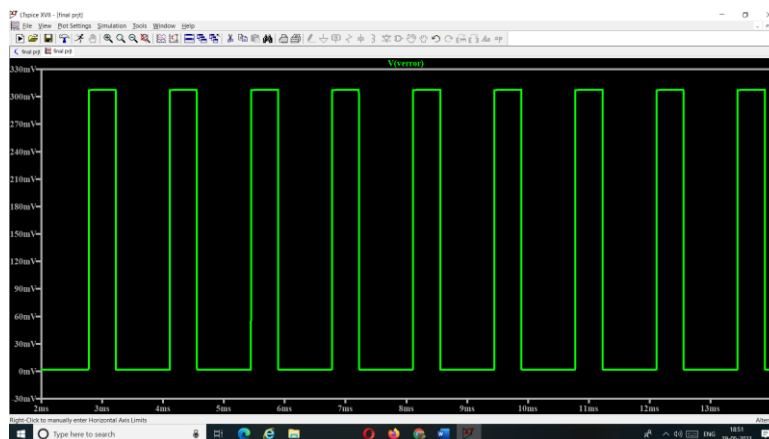 LTspice XVII - [final prjt]
File View Plot Settings Simulation Tools Window Help
final prjt final prjt
V(verror)
330mV
300mV
270mV
240mV
210mV
180mV
150mV
120mV
90mV
60mV
30mV
0mV
-30mV
2ms 3ms 4ms 5ms 6ms 7ms 8ms 9ms 10ms 11ms 12ms 13ms
Right-Click to manually enter Horizontal Axis Limits
Type here to search
ENG
18:51